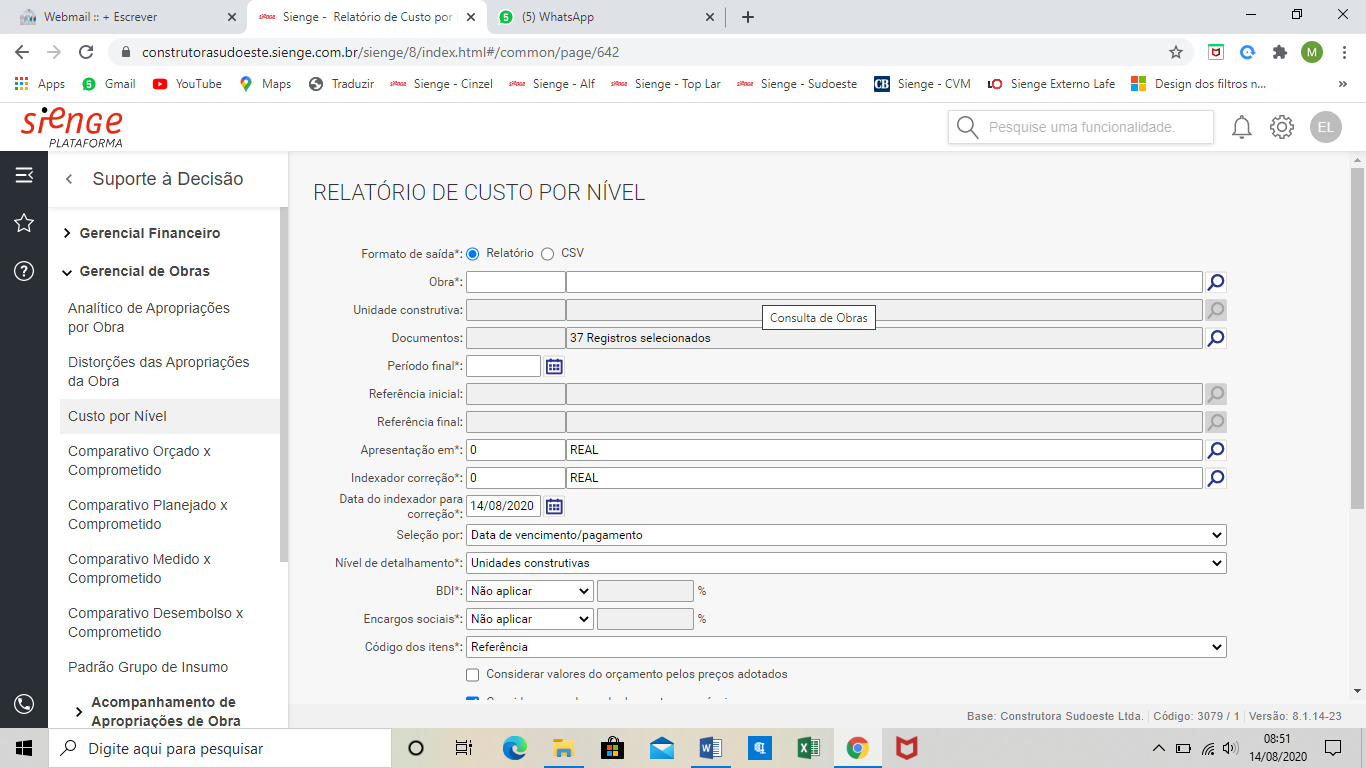 Webmail :: + Escrever
Sienge - Relatório de Custo por
(5) WhatsApp
construtorasudoeste.sienge.com.br/sienge/8/index.html#/common/page/642
M
Apps
Gmail
YouTube
Maps
Traduzir
Sienge - Cinzel
Sienge - Alf
Sienge - Top Lar
Sienge - Sudoeste
Sienge - CVM
Sienge Externo Lafe
Design dos filtros n...
sienge
PLATAFORMA
Pesquise uma funcionalidade.
EL
Suporte à Decisão
Gerencial Financeiro
Gerencial de Obras
Analítico de Apropriações
por Obra
Distorções das Apropriações
da Obra
Custo por Nível
Comparativo Orçado x
Comprometido
Comparativo Planejado x
Comprometido
Comparativo Medido x
Comprometido
Comparativo Desembolso x
Comprometido
Padrão Grupo de Insumo
Acompanhamento de
Apropriações de Obra
RELATÓRIO DE CUSTO POR NÍVEL
Formato de saída*: Relatório CSV
Obra*:
Unidade construtiva:
Consulta de Obras
Documentos: 37 Registros selecionados
Período final*:
Referência inicial:
Referência final:
Apresentação em*: 0 REAL
Indexador correção*: 0 REAL
Data do indexador para
correção*: 14/08/2020
Seleção por: Data de vencimento/pagamento
Nível de detalhamento*: Unidades construtivas
BDI*: Não aplicar %
Encargos sociais*: Não aplicar %
Código dos itens*: Referência
Considerar valores do orçamento pelos preços adotados
Base: Construtora Sudoeste Ltda. Código: 3079 / 1 Versão: 8.1.14-23
Digite aqui para pesquisar
08:51
14/08/2020